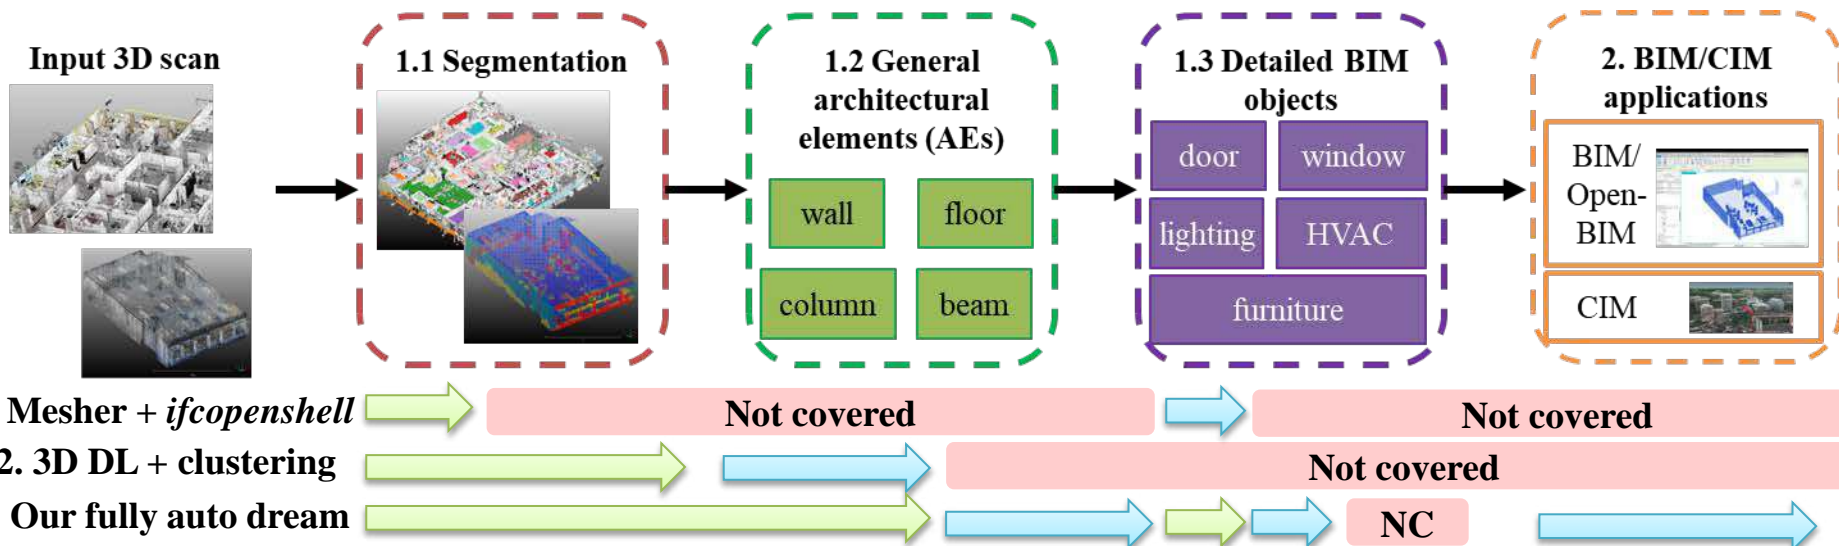 Input 3D scan
1.1 Segmentation
1.2 General
architectural
elements (AEs)
wall
floor
column
beam
1.3 Detailed BIM
objects
door
window
lighting
HVAC
furniture
2. BIM/CIM
applications
BIM/
Open-
BIM
CIM
Mesher + ifcopenshell
Not covered
Not covered
2. 3D DL + clustering
Not covered
Our fully auto dream
NC